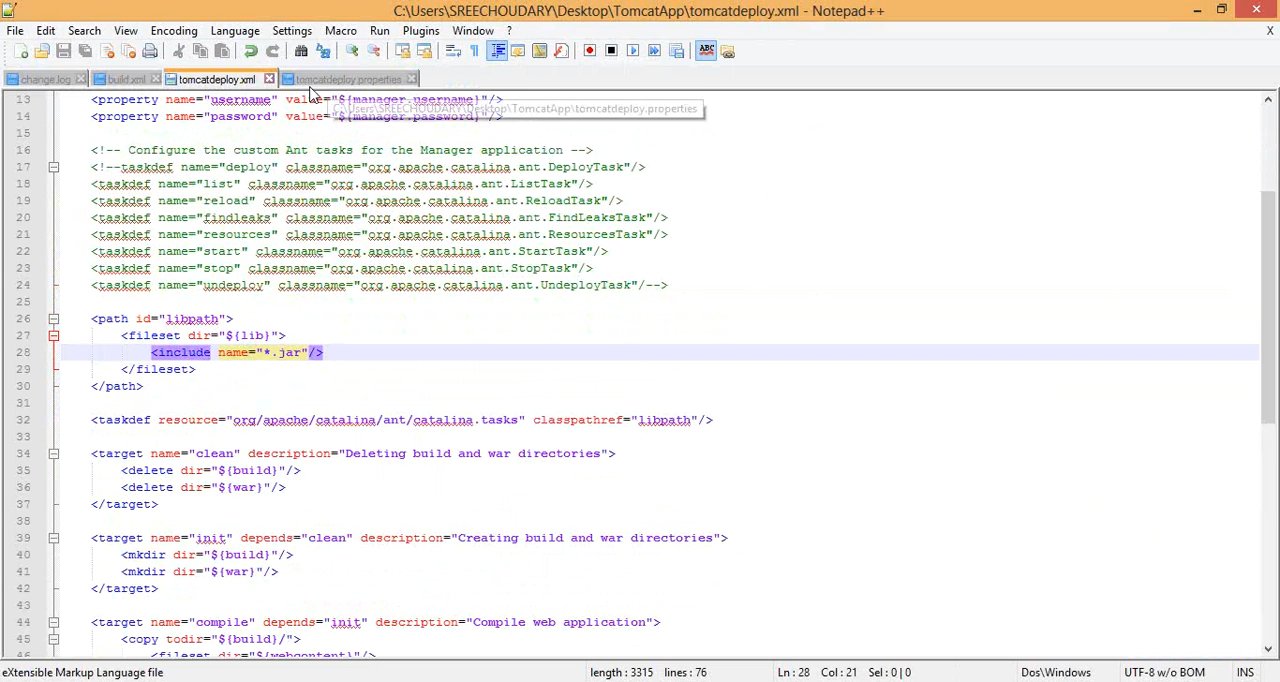 C:\Users\SREECHOUDARY\Desktop\TomcatApp\tomcatdeploy.xml - Notepad++
File Edit Search View Encoding Language Settings Macro Run Plugins Window ? X
change.log build.xml tomcatdeploy.xml tomcatdeploy.properties
13 <property name="username" value="${manager.username}"/>
C:\Users\SREECHOUDARY\Desktop\TomcatApp\tomcatdeploy.properties
14 <property name="password" value="${manager.password}"/>
15
16 <!-- Configure the custom Ant tasks for the Manager application -->
17 <!--taskdef name="deploy" classname="org.apache.catalina.ant.DeployTask"/>
18 <taskdef name="list" classname="org.apache.catalina.ant.ListTask"/>
19 <taskdef name="reload" classname="org.apache.catalina.ant.ReloadTask"/>
20 <taskdef name="findleaks" classname="org.apache.catalina.ant.FindLeaksTask"/>
21 <taskdef name="resources" classname="org.apache.catalina.ant.ResourcesTask"/>
22 <taskdef name="start" classname="org.apache.catalina.ant.StartTask"/>
23 <taskdef name="stop" classname="org.apache.catalina.ant.StopTask"/>
24 <taskdef name="undeploy" classname="org.apache.catalina.ant.UndeployTask"/-->
25
26 <path id="libpath">
27 <fileset dir="${lib}">
28 <include name="*.jar"/>
29 </fileset>
30 </path>
31
32 <taskdef resource="org/apache/catalina/ant/catalina.tasks" classpathref="libpath"/>
33
34 <target name="clean" description="Deleting build and war directories">
35 <delete dir="${build}"/>
36 <delete dir="${war}"/>
37 </target>
38
39 <target name="init" depends="clean" description="Creating build and war directories">
40 <mkdir dir="${build}"/>
41 <mkdir dir="${war}"/>
42 </target>
43
44 <target name="compile" depends="init" description="Compile web application">
45 <copy todir="${build}/">
46 <fileset dir="${webcontent}">
eXtensible Markup Language file length : 3315 lines : 76 Ln : 28 Col : 21 Sel : 0 | 0 Dos\Windows UTF-8 w/o BOM INS